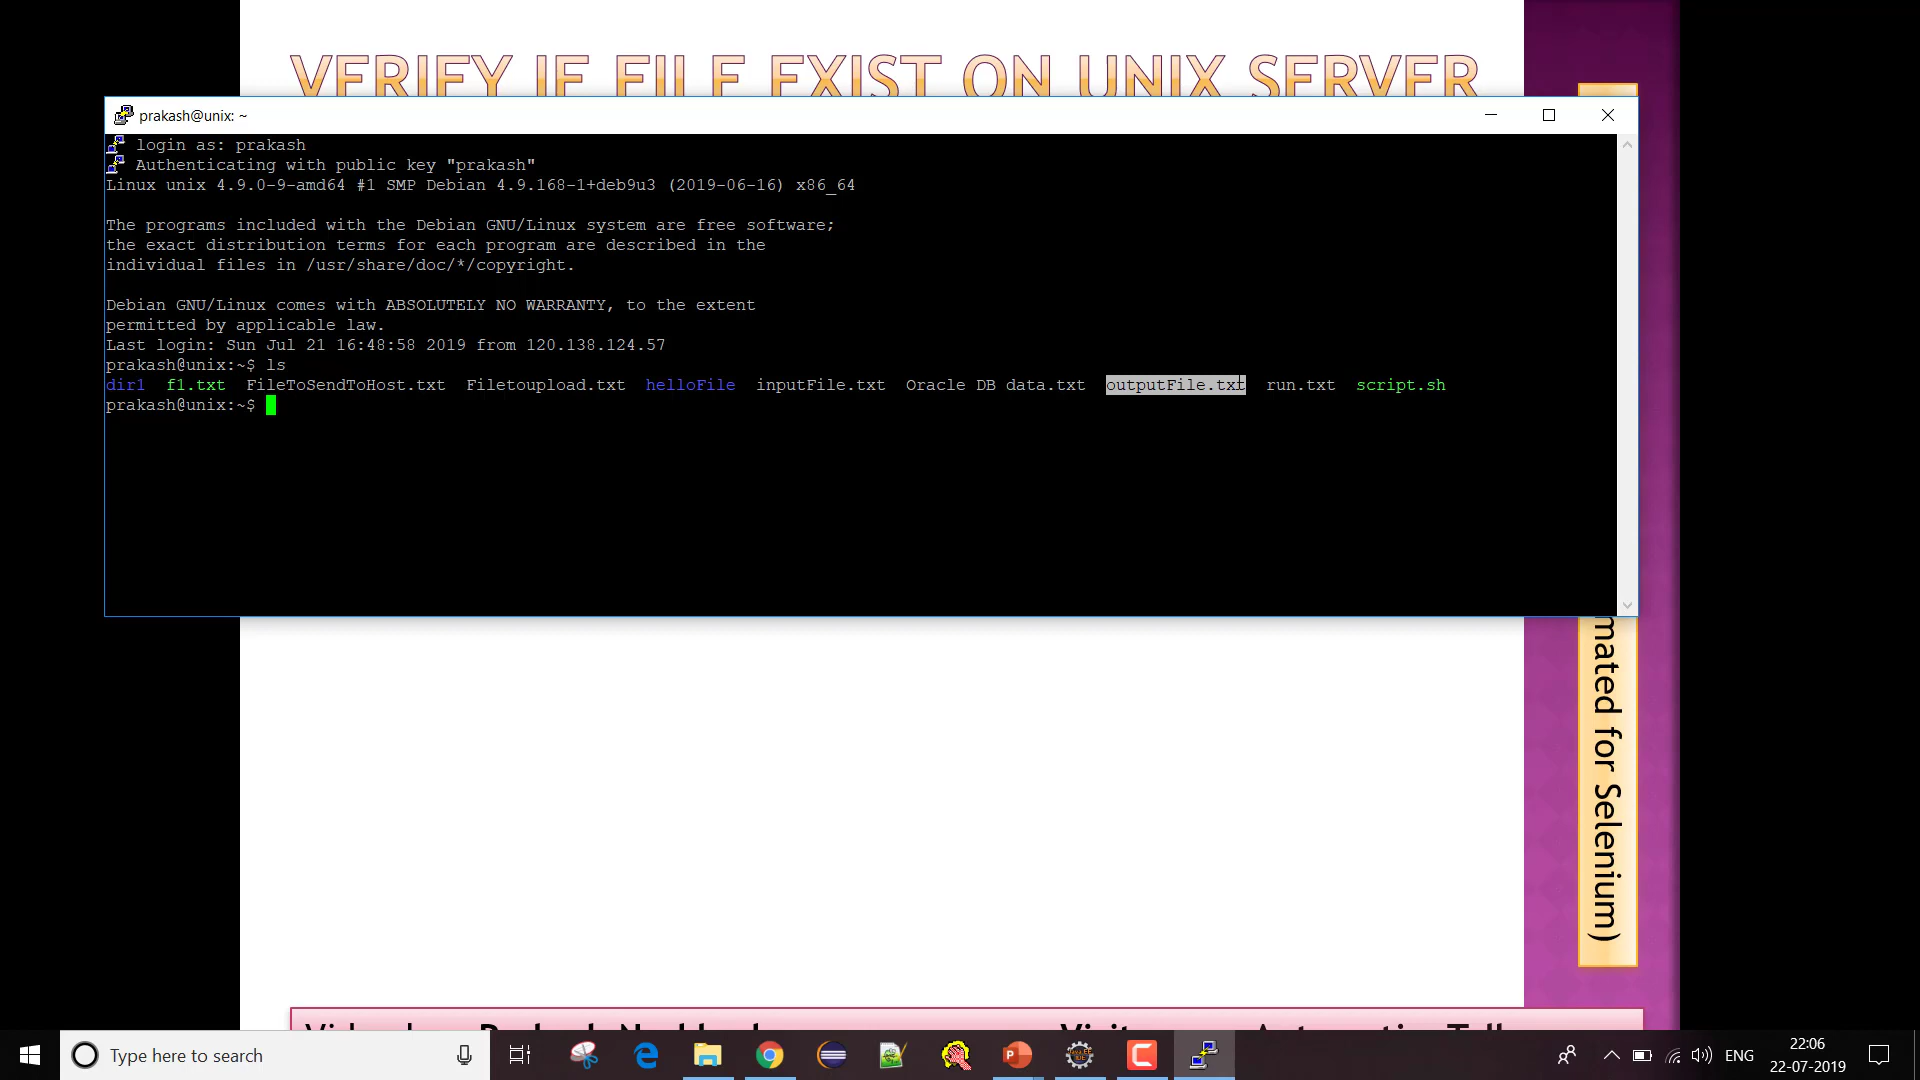 VERIFY IF FILE EXIST ON UNIX SERVER
prakash@unix: ~
login as: prakash
Authenticating with public key "prakash"
Linux unix 4.9.0-9-amd64 #1 SMP Debian 4.9.168-1+deb9u3 (2019-06-16) x86_64
The programs included with the Debian GNU/Linux system are free software;
the exact distribution terms for each program are described in the
individual files in /usr/share/doc/*/copyright.
Debian GNU/Linux comes with ABSOLUTELY NO WARRANTY, to the extent
permitted by applicable law.
Last login: Sun Jul 21 16:48:58 2019 from 120.138.124.57
prakash@unix:~$ ls
dir1 f1.txt FileToSendToHost.txt Filetoupload.txt helloFile inputFile.txt Oracle DB data.txt outputFile.txt run.txt script.sh
prakash@unix:~$
mated for Selenium)
Type here to search
ENG
22:06
22-07-2019